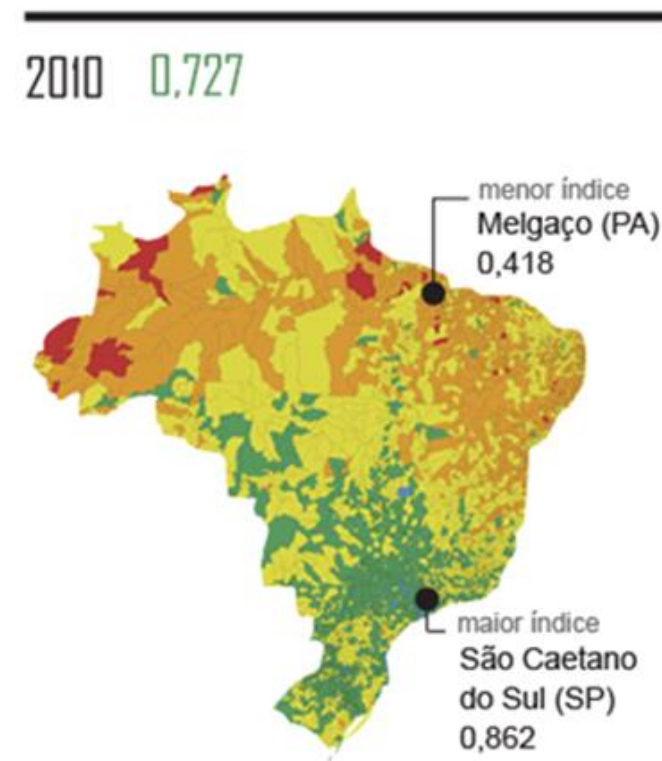 2010 0,727
menor índice
Melgaço (PA)
0,418
maior índice
São Caetano
do Sul (SP)
0,862